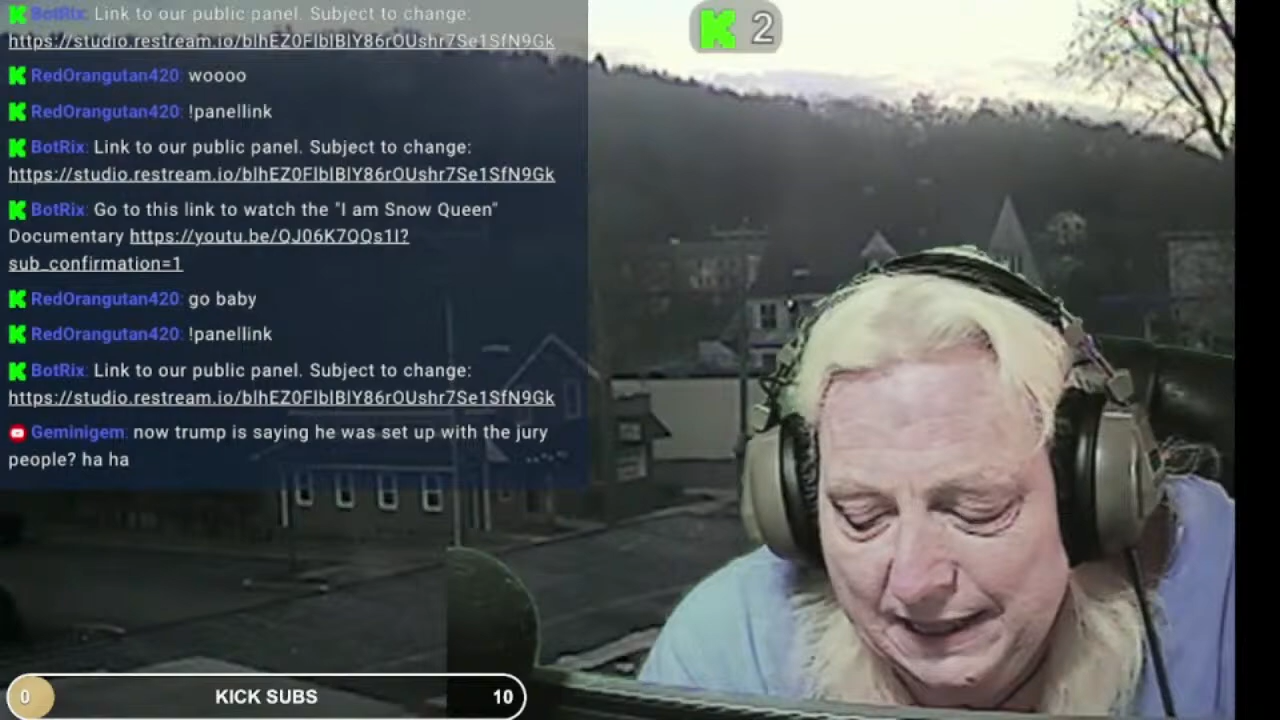 BotRix: Link to our public panel. Subject to change:
https://studio.restream.io/blhEZ0FlblBlY86rOUshr7Se1SfN9Gk
RedOrangutan420: woooo
RedOrangutan420: !panellink
BotRix: Link to our public panel. Subject to change:
https://studio.restream.io/blhEZ0FlblBlY86rOUshr7Se1SfN9Gk
BotRix: Go to this link to watch the "I am Snow Queen"
Documentary https://youtu.be/OJ06K7QQs1I?
sub_confirmation=1
RedOrangutan420: go baby
RedOrangutan420: !panellink
BotRix: Link to our public panel. Subject to change:
https://studio.restream.io/blhEZ0FlblBlY86rOUshr7Se1SfN9Gk
Geminigem: now trump is saying he was set up with the jury
people? ha ha
K 2
0 KICK SUBS 10